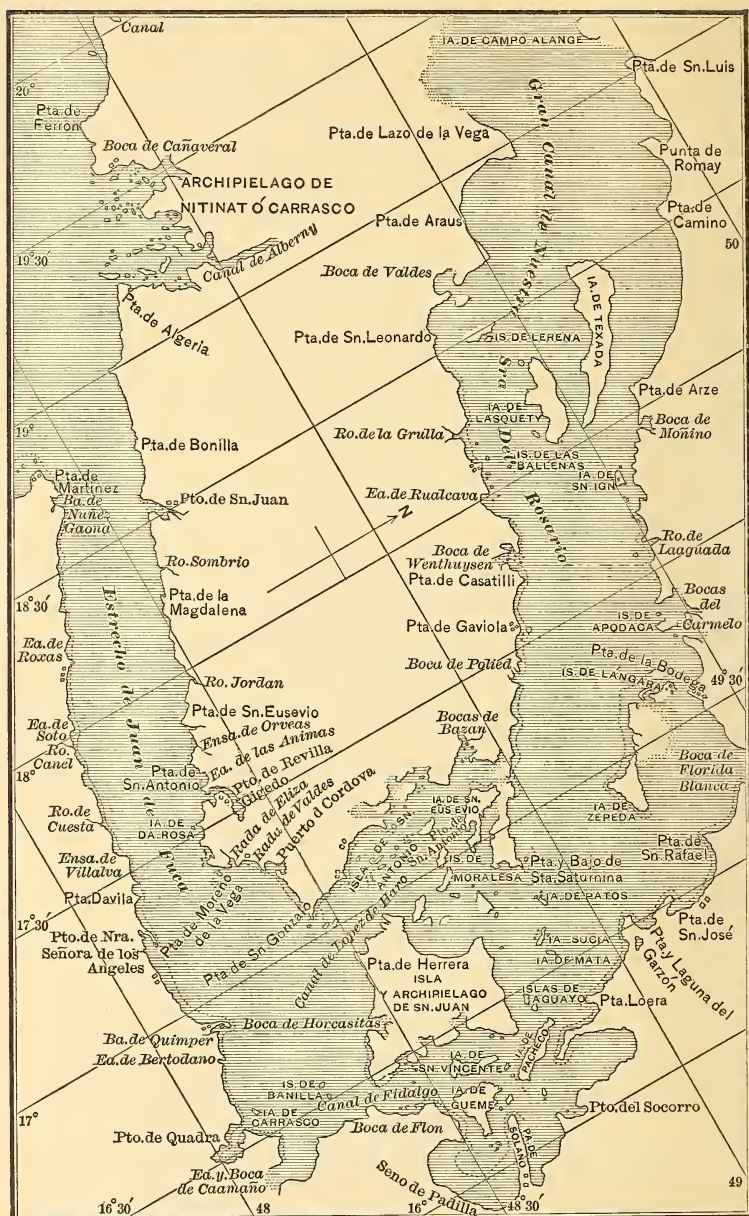 Canal
IA. DE CAMPO ALANGE
Pta. de Sn. Luis
20°
Pta. de
Ferron
Pta. de Lazo de la Vega
Boca de Cañaveral
Punta de
Romay
ARCHIPIELAGO DE
NITINAT Ó CARRASCO
Pta. de Araus
Pta. de
Camino
50
Gran Canal de Nuestra
Sra Del
Rosario
19° 30'
Canal de Alberny
Boca de Valdes
IA. DE TEXADA
Pta. de Algeria
Pta. de Sn. Leonardo
IS. DE LERENA
Pta. de Arze
IA. DE
LASQUETY
Boca de
Moñino
19°
Pta. de Bonilla
Ro. de la Grulla
IS. DE LAS
BALLENAS
IA. DE
SN. IGN
Pta. de
Martinez
Ba. de
Nuñez
Gaona
Pto. de Sn. Juan
Ea. de Rualcava
N
Ro. de
Laaguada
Ro. Sombrio
Boca de
Wenthuysen
Pta. de Casatilli
18° 30'
Pta. de la
Magdalena
Bocas
del
Carmelo
IS. DE
APODACA
Pta. de Gaviola
Estrecho de Juan de
Fuca
Ea. de
Roxas
Pta. de la Bodega
IS. DE LÁNGARA
Boca de Polied
49° 30'
Ro. Jordan
Pta. de Sn. Eusevio
Ea. de
Soto
Ro.
Canel
Ensa. de Orveas
Bocas de
Bazan
Ea. de las Animas
Boca de
Florida
Blanca
18°
Pta. de
Sn. Antonio
Pto. de Revilla
Gigedo
IA. DE SN.
EUSEVIO
Pto. de
Sn. Antonio
IA. DE
ZEPEDA
Ro. de
Cuesta
IA. DE
DA. ROSA
Rada de Eliza
Rada de Valdes
Puerto d Cordova
ISLA DE SN.
ANTONIO
Pta. de
Sn. Rafael
Ensa. de
Villalva
IS. DE
MORALESA
Pta. y Bajo de
Sta. Saturnina
17° 30'
Pta. Davila
Pta. de Moreno
de la Vega
IA. DE PATOS
Pta. de
Sn. José
Pto. de Nra.
Señora de los
Angeles
Pta. de Sn. Gonzalo
Canal de Lopez de Haro
IA. SUCIA
IA. DE MATA
Pta. y Laguna del
Garzón
Pta. de Herrera
ISLA
Y ARCHIPIELAGO
DE SN. JUAN
ISLAS DE
AGUAYO
Pta. Loera
Ba. de Quimper
Boca de Horcasitas
Ea. de Bertodano
IA. DE
SN. VINCENTE
IA. DE
PACHECO
IS. DE
BANILLA
Canal de Fidalgo
IA. DE
GUEME
Pto. del Socorro
17°
IA. DE
CARRASCO
Boca de Flon
Pto. de Quadra
PA. DE
SOLANO
Ea. y Boca
de Caamaño
Seno de Padilla
49
16° 30'
48
16°
48° 30'